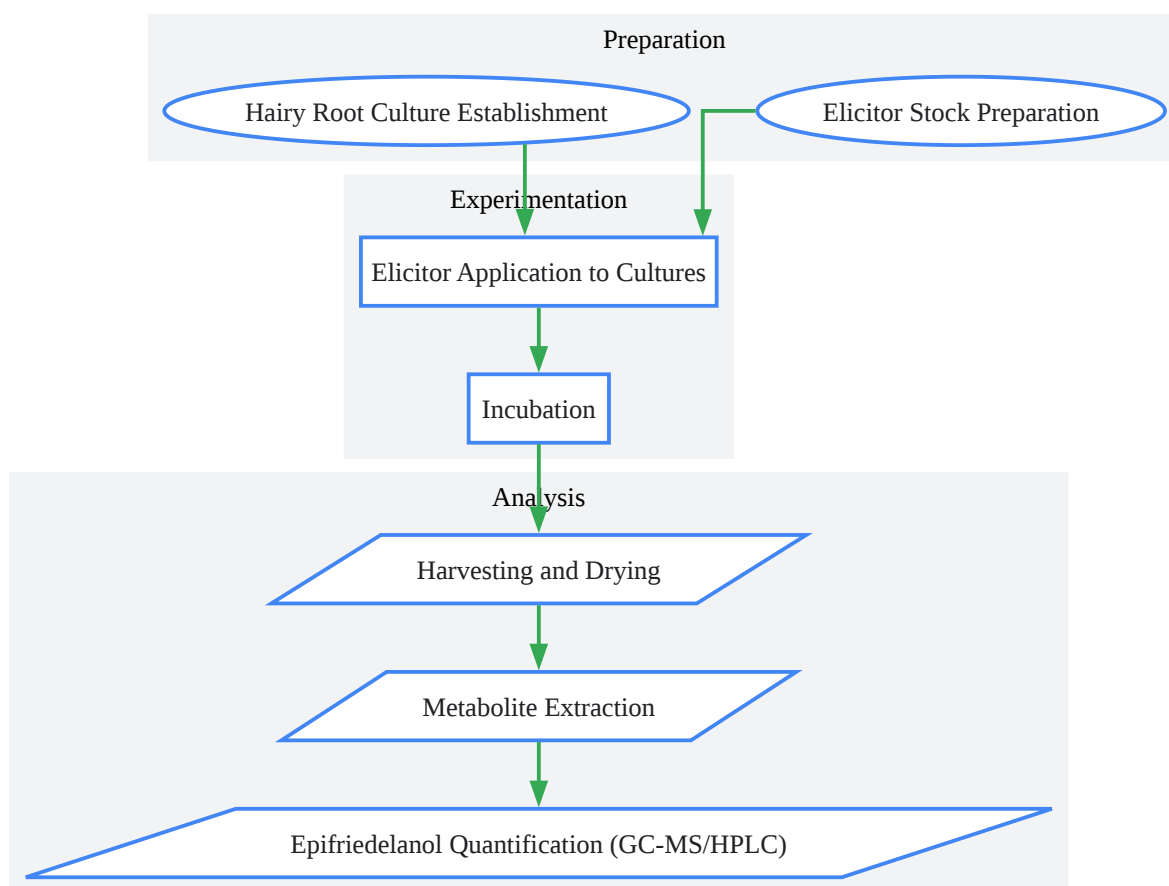 Preparation
Hairy Root Culture Establishment
Elicitor Stock Preparation
Experimentation
Elicitor Application to Cultures
Incubation
Analysis
Harvesting and Drying
Metabolite Extraction
Epifriedelanol Quantification (GC-MS/HPLC)